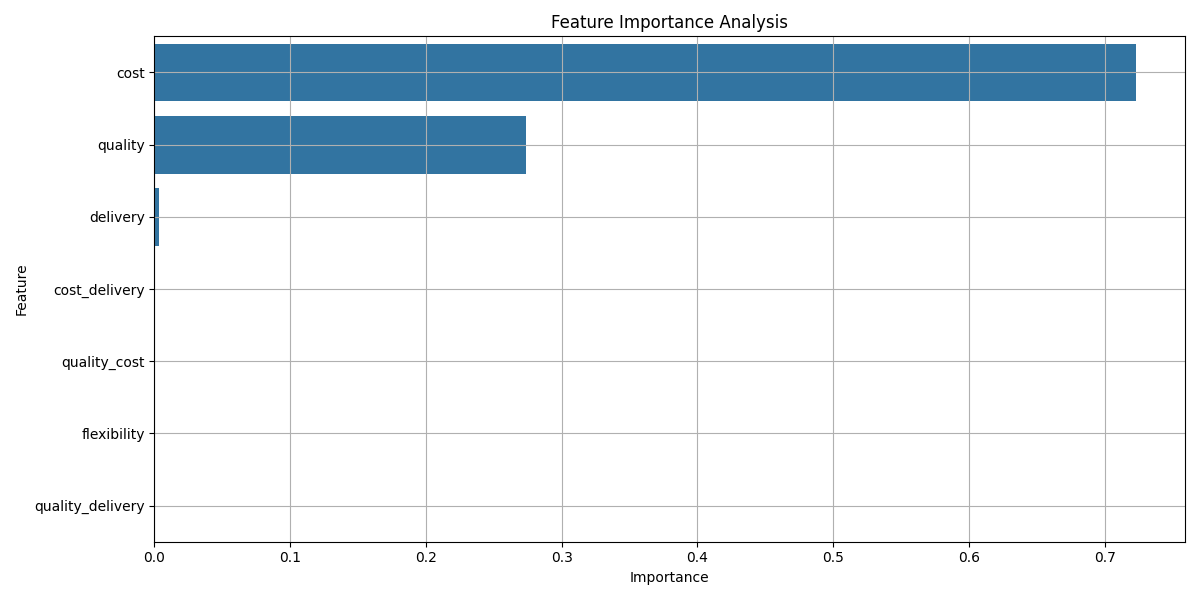 Feature Importance Analysis
Feature
cost
quality
delivery
cost_delivery
quality_cost
flexibility
quality_delivery
0.0 0.1 0.2 0.3 0.4 0.5 0.6 0.7
Importance